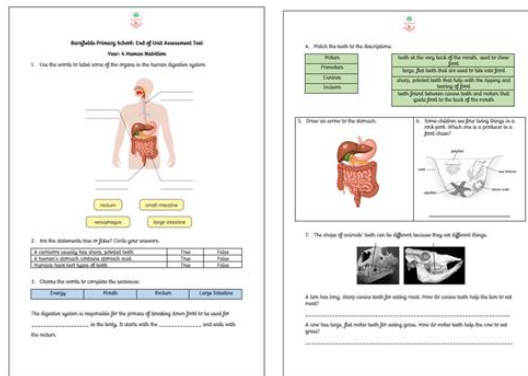 Barnfields Primary School: End of Unit Assessment Test
Year: 4 Human Nutrition
1. Use the words to label some of the organs in the human digestive system.
rectum
small intestine
oesophagus
large intestine
2. Are the statements true or false? Circle your answers.
A carnivore usually has sharp, pointed teeth. True False
A human's stomach contains stomach acid. True False
Humans have two types of teeth. True False
3. Choose the words to complete the sentences:
Energy Mouth Rectum Large Intestine
The digestive system is responsible for the process of breaking down food to be used for
in the body. It starts with the and ends with
the rectum.
4. Match the teeth to the descriptions:
Molars
Premolars
Canines
Incisors
teeth at the very back of the mouth, used to chew
food
large, flat teeth that are used to bite into food
sharp, pointed teeth that help with the ripping and
tearing of food
teeth found between canine teeth and molars that
guide food to the back of the mouth
5. Draw an arrow to the stomach.
6. Some children see four living things in a
rock pool. Which one is a producer in a
food chain?
7. The shape of animals' teeth can be different because they eat different things.
A lion has long, sharp canine teeth for eating meat. How do canine teeth help the lion to eat
meat?
A cow has large, flat molar teeth for eating grass. How do molar teeth help the cow to eat
grass?